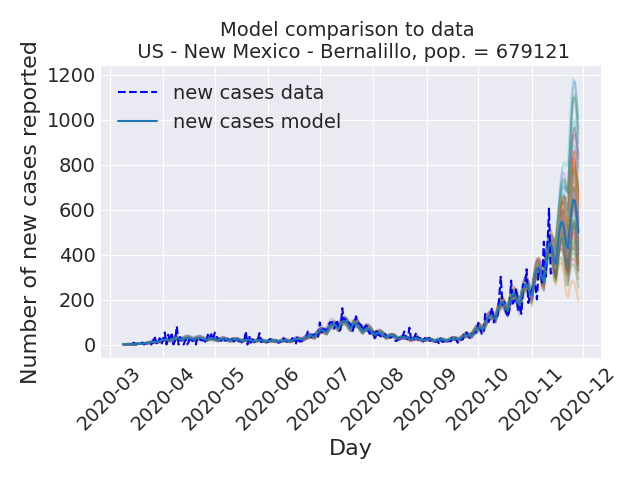 Model comparison to data
US - New Mexico - Bernalillo, pop. = 679121
Number of new cases reported
1200
1000
800
600
400
200
0
new cases data
new cases model
2020-03
2020-04
2020-05
2020-06
2020-07
2020-08
2020-09
2020-10
2020-11
2020-12
Day